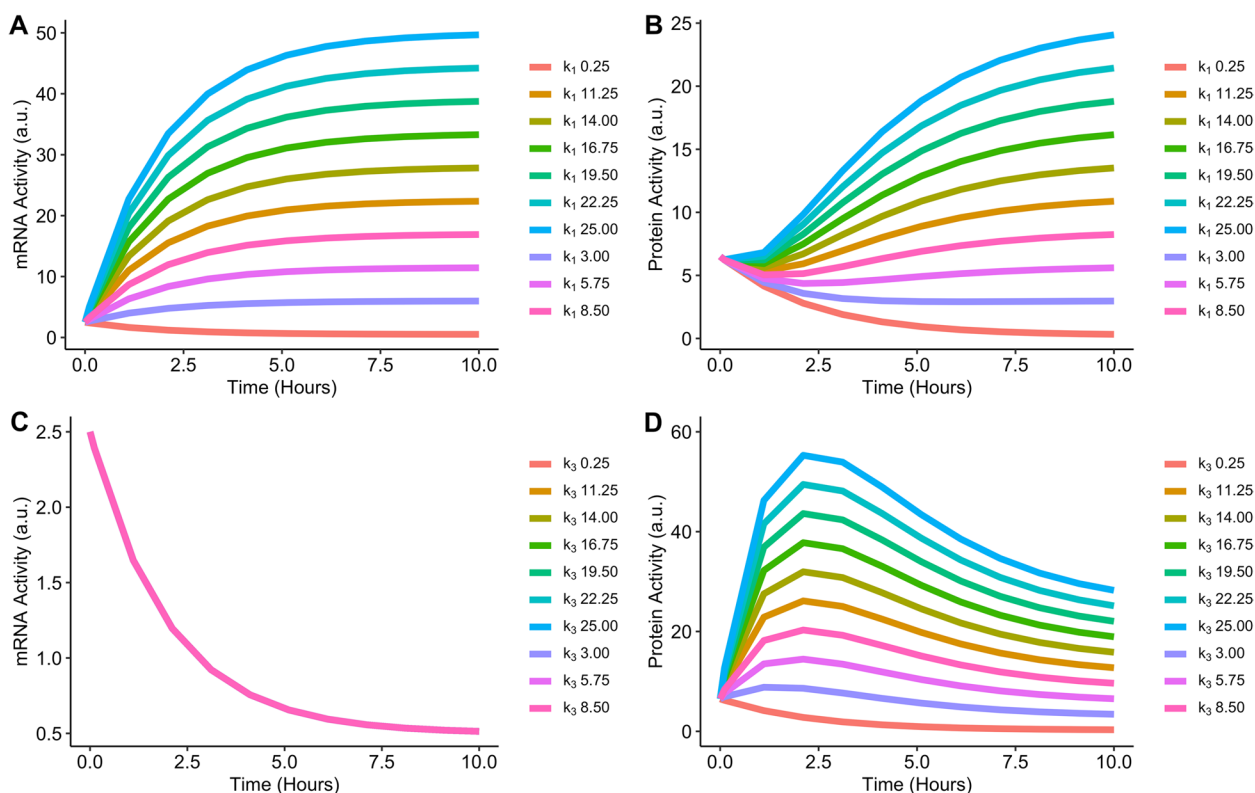 A
mRNA Activity (a.u.)
50
40
30
20
10
0
0.0 2.5 5.0 7.5 10.0
Time (Hours)
k₁ 0.25
k₁ 11.25
k₁ 14.00
k₁ 16.75
k₁ 19.50
k₁ 22.25
k₁ 25.00
k₁ 3.00
k₁ 5.75
k₁ 8.50
B
Protein Activity (a.u.)
25
20
15
10
5
0
0.0 2.5 5.0 7.5 10.0
Time (Hours)
k₁ 0.25
k₁ 11.25
k₁ 14.00
k₁ 16.75
k₁ 19.50
k₁ 22.25
k₁ 25.00
k₁ 3.00
k₁ 5.75
k₁ 8.50
C
mRNA Activity (a.u.)
2.5
2.0
1.5
1.0
0.5
0.0 2.5 5.0 7.5 10.0
Time (Hours)
k₃ 0.25
k₃ 11.25
k₃ 14.00
k₃ 16.75
k₃ 19.50
k₃ 22.25
k₃ 25.00
k₃ 3.00
k₃ 5.75
k₃ 8.50
D
Protein Activity (a.u.)
60
40
20
0
0.0 2.5 5.0 7.5 10.0
Time (Hours)
k₃ 0.25
k₃ 11.25
k₃ 14.00
k₃ 16.75
k₃ 19.50
k₃ 22.25
k₃ 25.00
k₃ 3.00
k₃ 5.75
k₃ 8.50